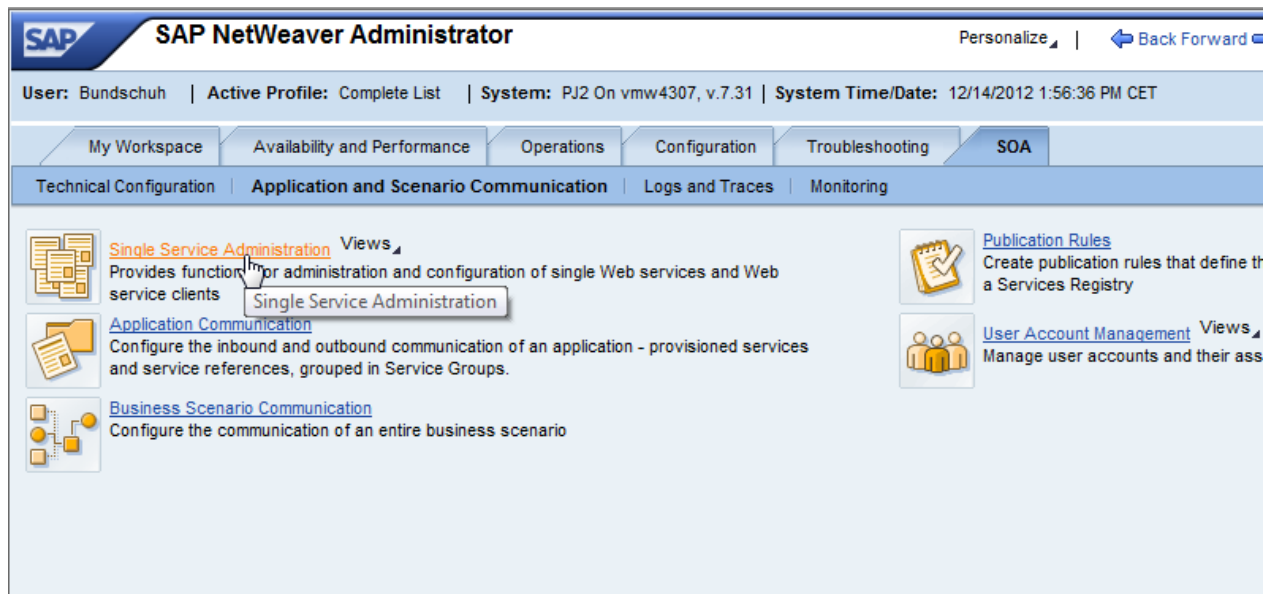 SAP SAP NetWeaver Administrator Personalize | Back Forward
User: Bundschuh | Active Profile: Complete List | System: PJ2 On vmw4307, v.7.31 | System Time/Date: 12/14/2012 1:56:36 PM CET
My Workspace Availability and Performance Operations Configuration Troubleshooting SOA
Technical Configuration | Application and Scenario Communication | Logs and Traces | Monitoring
Single Service Administration Views
Provides function for administration and configuration of single Web services and Web
service clients
Single Service Administration
Application Communication
Configure the inbound and outbound communication of an application - provisioned services
and service references, grouped in Service Groups.
Business Scenario Communication
Configure the communication of an entire business scenario
Publication Rules
Create publication rules that define th
a Services Registry
User Account Management Views
Manage user accounts and their ass